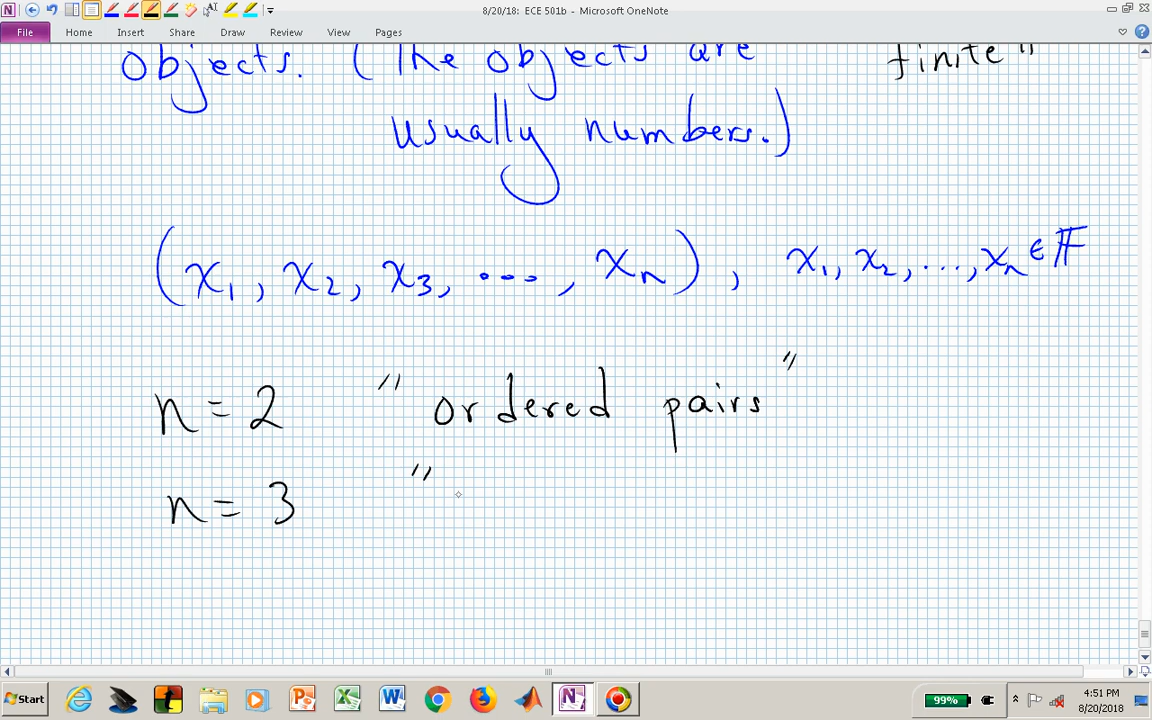 8/20/18: ECE 501b - Microsoft OneNote
File Home Insert Share Draw Review View Pages
objects. (The objects are finite"
usually numbers.)
(x₁, x₂, x₃, ..., xₙ), x₁, x₂, ..., xₙ ∈ 𝔽
n = 2 "ordered pairs"
n = 3 "
Start 99% 4:51 PM
8/20/2018